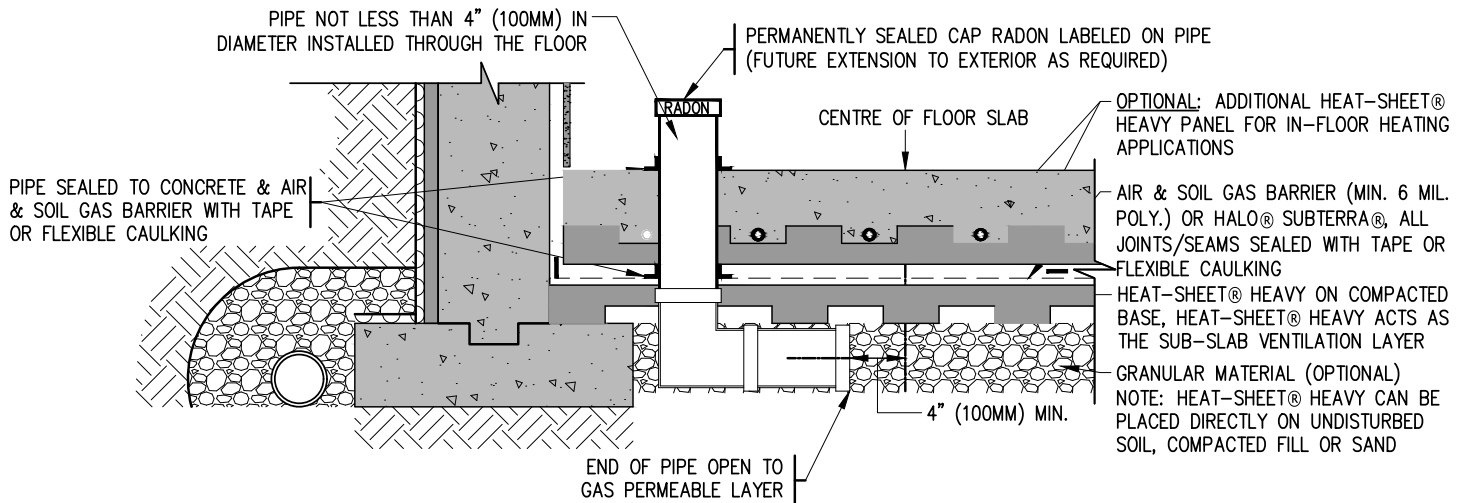 PIPE NOT LESS THAN 4" (100MM) IN
DIAMETER INSTALLED THROUGH THE FLOOR
PERMANENTLY SEALED CAP RADON LABELED ON PIPE
(FUTURE EXTENSION TO EXTERIOR AS REQUIRED)
RADON
CENTRE OF FLOOR SLAB
OPTIONAL: ADDITIONAL HEAT-SHEET®
HEAVY PANEL FOR IN-FLOOR HEATING
APPLICATIONS
PIPE SEALED TO CONCRETE & AIR
& SOIL GAS BARRIER WITH TAPE
OR FLEXIBLE CAULKING
AIR & SOIL GAS BARRIER (MIN. 6 MIL.
POLY.) OR HALO® SUBTERRA®, ALL
JOINTS/SEAMS SEALED WITH TAPE OR
FLEXIBLE CAULKING
HEAT-SHEET® HEAVY ON COMPACTED
BASE, HEAT-SHEET® HEAVY ACTS AS
THE SUB-SLAB VENTILATION LAYER
GRANULAR MATERIAL (OPTIONAL)
NOTE: HEAT-SHEET® HEAVY CAN BE
PLACED DIRECTLY ON UNDISTURBED
SOIL, COMPACTED FILL OR SAND
4" (100MM) MIN.
END OF PIPE OPEN TO
GAS PERMEABLE LAYER